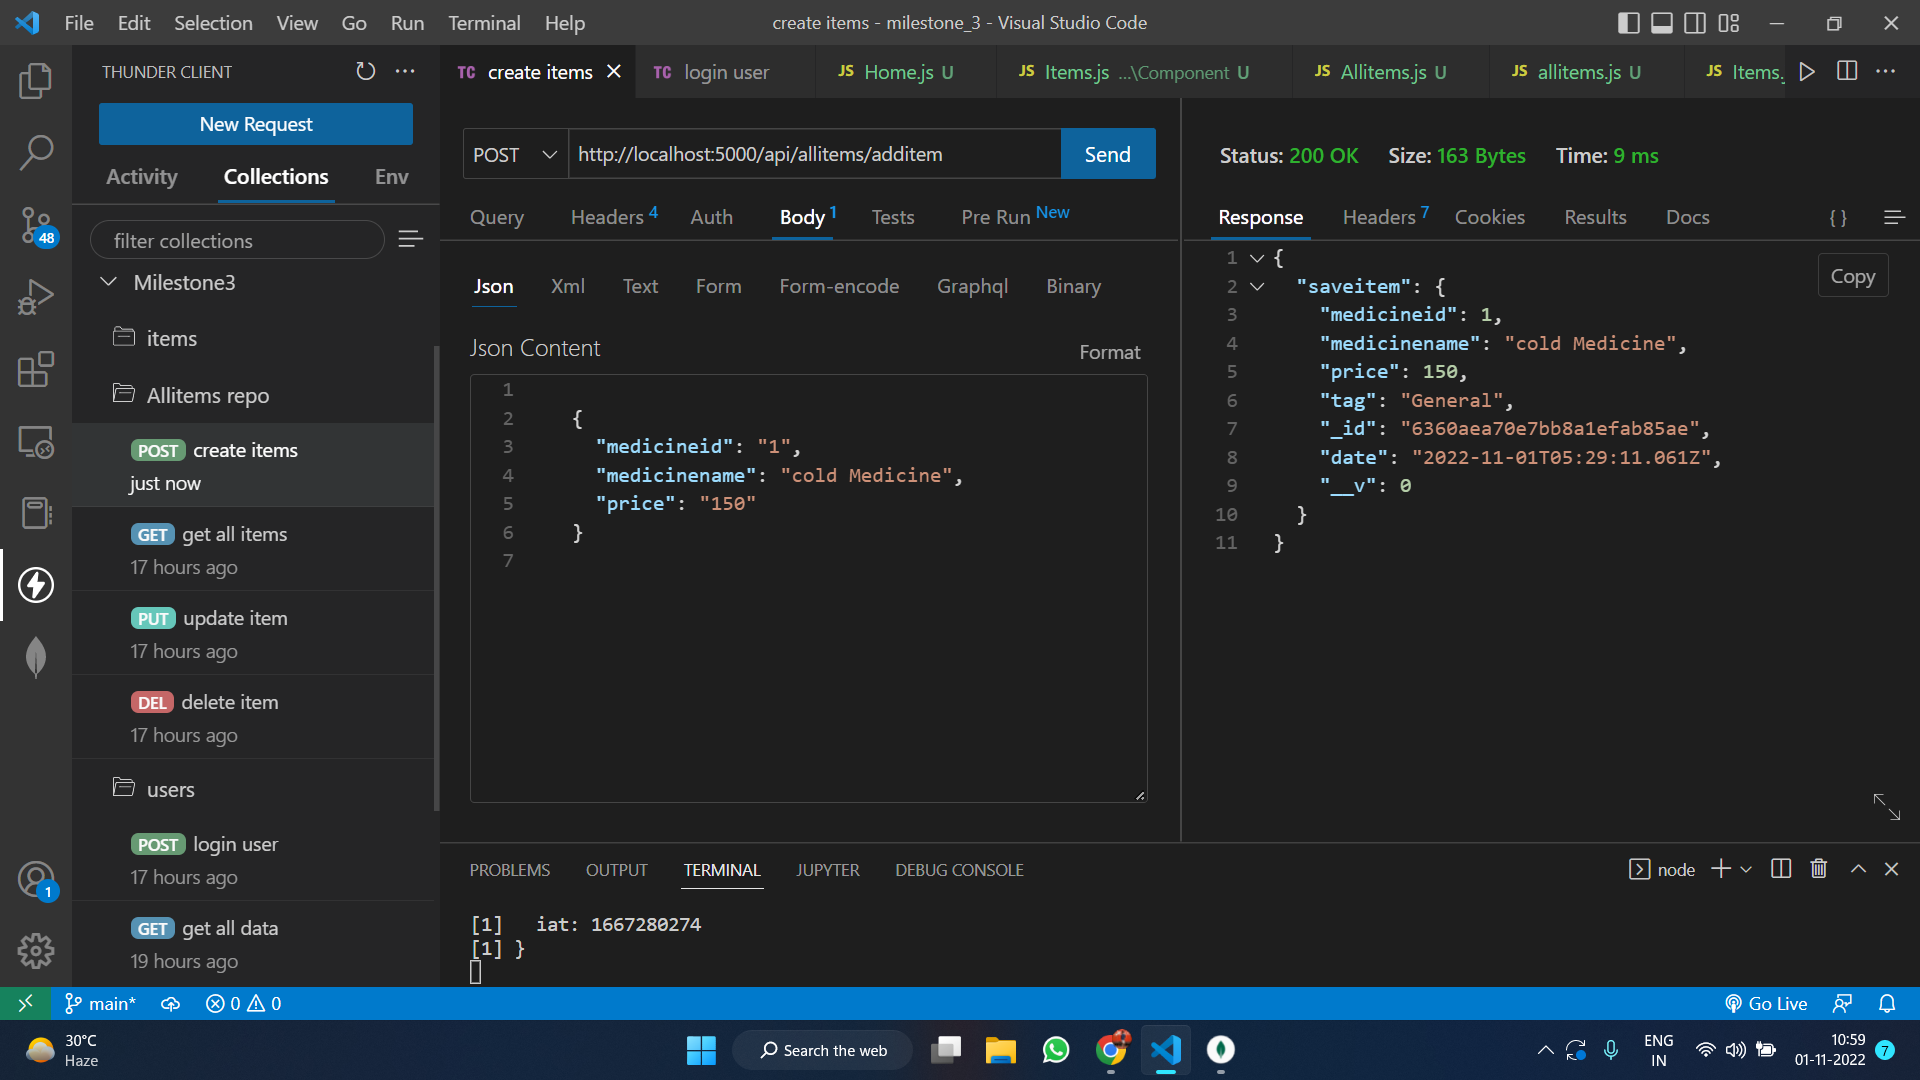 File Edit Selection View Go Run Terminal Help
create items - milestone_3 - Visual Studio Code
THUNDER CLIENT
New Request
Activity Collections Env
filter collections
Milestone3
items
Allitems repo
POST create items
just now
GET get all items
17 hours ago
PUT update item
17 hours ago
DEL delete item
17 hours ago
users
POST login user
17 hours ago
GET get all data
19 hours ago
48
1
TC create items
TC login user
JS Home.js U
JS Items.js ...\Component U
JS Allitems.js U
JS allitems.js U
JS Items.
POST http://localhost:5000/api/allitems/additem Send
Query Headers 4 Auth Body 1 Tests Pre Run New
Json Xml Text Form Form-encode Graphql Binary
Json Content
Format
1
2 {
3 "medicineid": "1",
4 "medicinename": "cold Medicine",
5 "price": "150"
6 }
7
Status: 200 OK Size: 163 Bytes Time: 9 ms
Response Headers 7 Cookies Results Docs { }
Copy
1 {
2 "saveitem": {
3 "medicineid": 1,
4 "medicinename": "cold Medicine",
5 "price": 150,
6 "tag": "General",
7 "_id": "6360aea70e7bb8a1efab85ae",
8 "date": "2022-11-01T05:29:11.061Z",
9 "__v": 0
10 }
11 }
PROBLEMS OUTPUT TERMINAL JUPYTER DEBUG CONSOLE
node
[1] iat: 1667280274
[1] }
main* 0 0
Go Live
30°C
Haze
Search the web
ENG
IN
10:59
01-11-2022
7